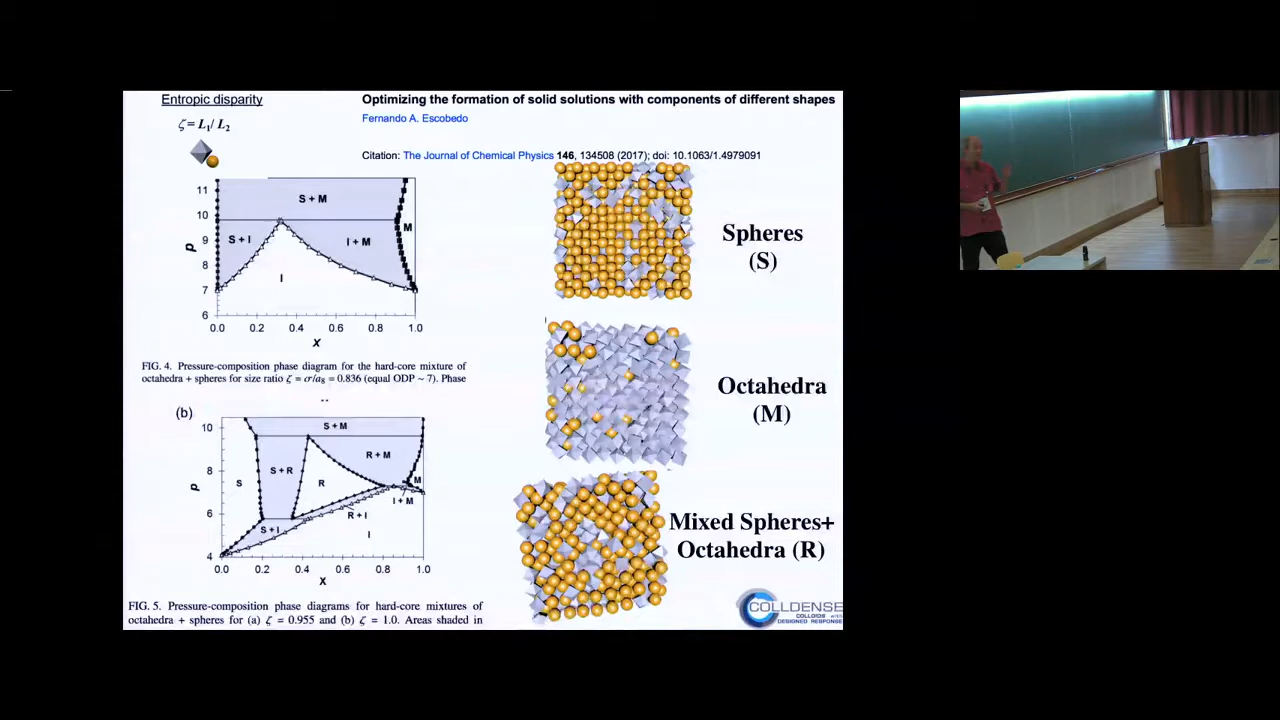 Entropic disparity
ζ = L1/ L2
Optimizing the formation of solid solutions with components of different shapes
Fernando A. Escobedo
Citation: The Journal of Chemical Physics 146, 134508 (2017); doi: 10.1063/1.4979091
11
10
9
8
7
6
p
S + M
S + I
I + M
M
I
0.0 0.2 0.4 0.6 0.8 1.0
x
FIG. 4. Pressure-composition phase diagram for the hard-core mixture of
octahedra + spheres for size ratio ζ = σ/a8 = 0.836 (equal ODP ~ 7). Phase
(b)
10
8
6
4
p
S + M
R + M
S + R
S
R
M
I + M
R + I
S + I
I
0.0 0.2 0.4 0.6 0.8 1.0
x
FIG. 5. Pressure-composition phase diagrams for hard-core mixtures of
octahedra + spheres for (a) ζ = 0.955 and (b) ζ = 1.0. Areas shaded in
Spheres
(S)
Octahedra
(M)
Mixed Spheres+
Octahedra (R)
COLLDENSE
COLLOIDS WITH
DESIGNED RESPONSE